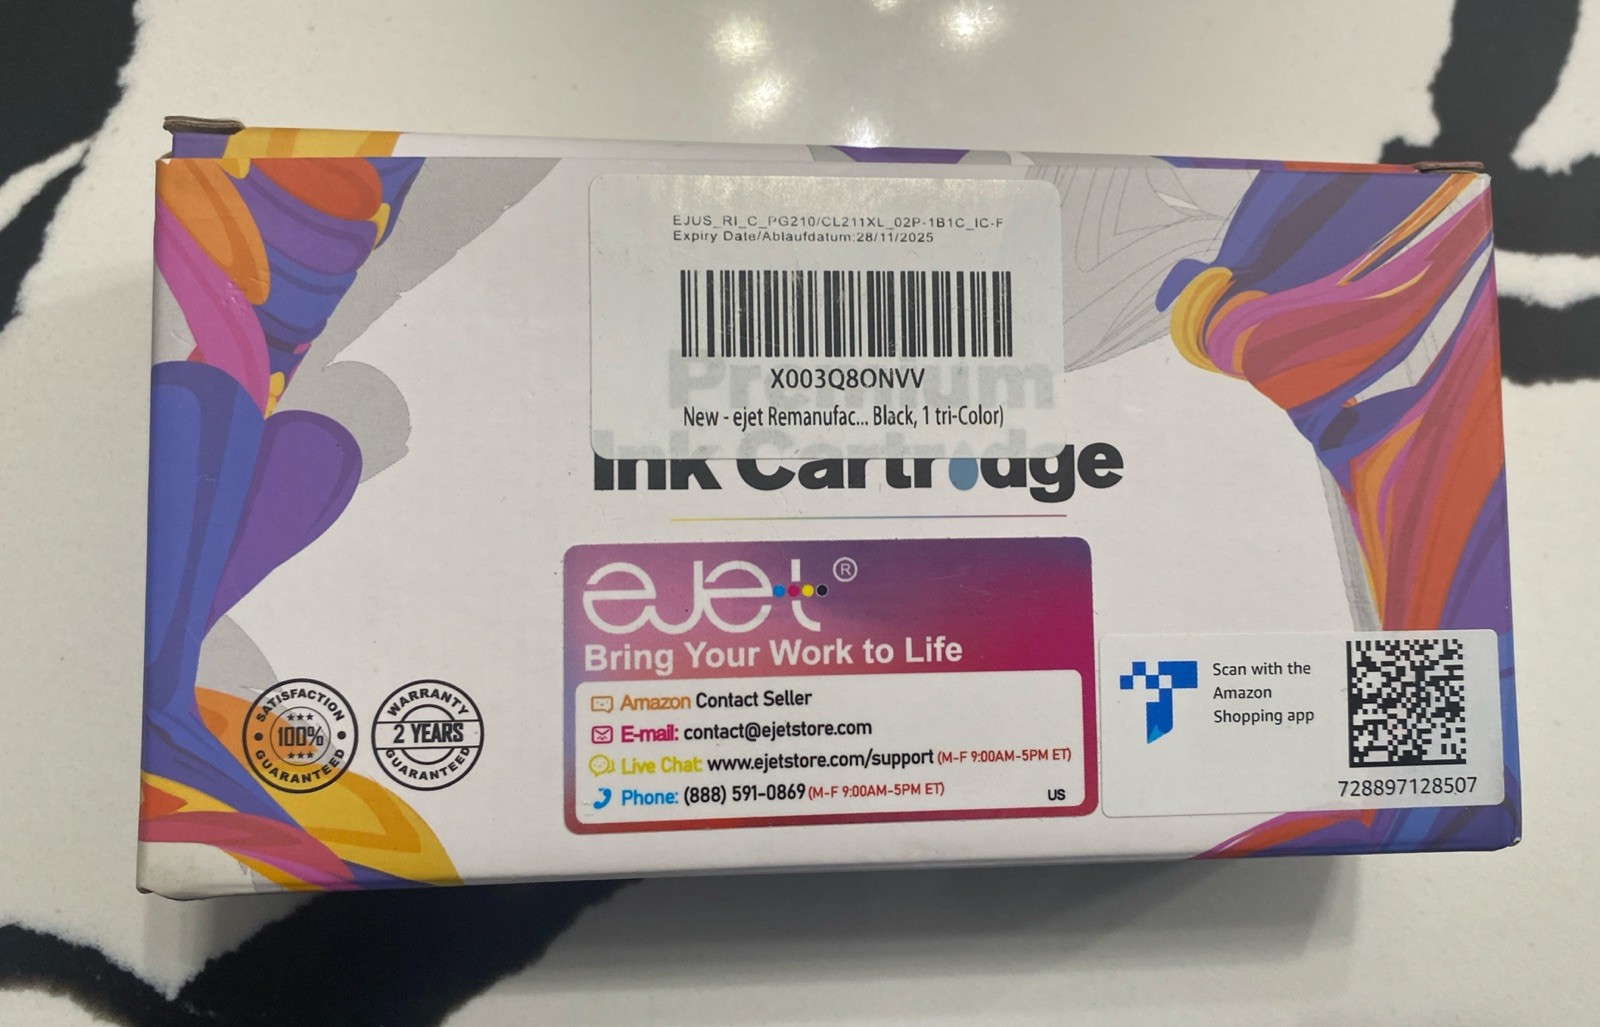 EJUS_RI_C_PG210/CL211XL_02P-1B1C_IC-F
Expiry Date/Ablaufdatum:28/11/2025
X003Q8ONVV
New - ejet Remanufac... Black, 1 tri-Color)
Premium
Ink Cartridge
ejet®
Bring Your Work to Life
Amazon Contact Seller
E-mail: contact@ejetstore.com
Live Chat: www.ejetstore.com/support (M-F 9:00AM-5PM ET)
Phone: (888) 591-0869 (M-F 9:00AM-5PM ET)
US
SATISFACTION
100%
GUARANTEED
WARRANTY
2 YEARS
GUARANTEED
Scan with the
Amazon
Shopping app
728897128507